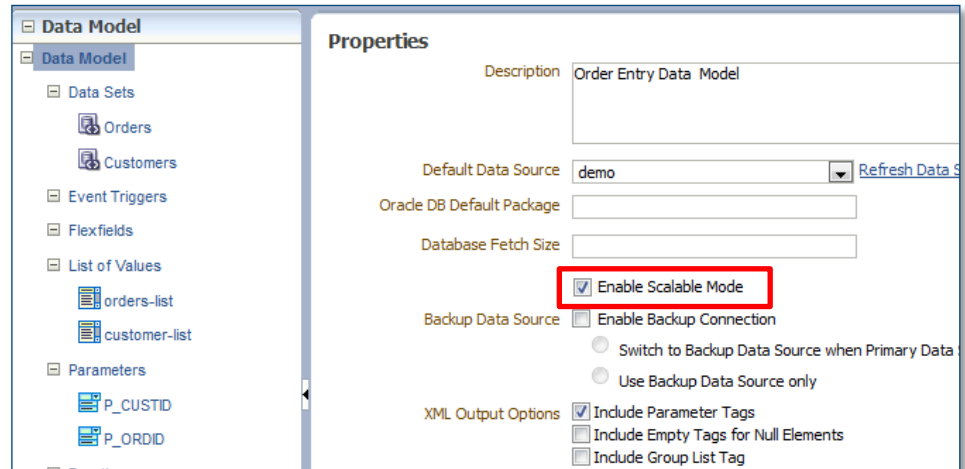 Data Model
Data Model
Data Sets
Orders
Customers
Event Triggers
Flexfields
List of Values
orders-list
customer-list
Parameters
P_CUSTID
P_ORDID
Properties
Description Order Entry Data Model
Default Data Source demo Refresh Data S
Oracle DB Default Package
Database Fetch Size
Enable Scalable Mode
Backup Data Source Enable Backup Connection
Switch to Backup Data Source when Primary Data
Use Backup Data Source only
XML Output Options Include Parameter Tags
Include Empty Tags for Null Elements
Include Group List Tag